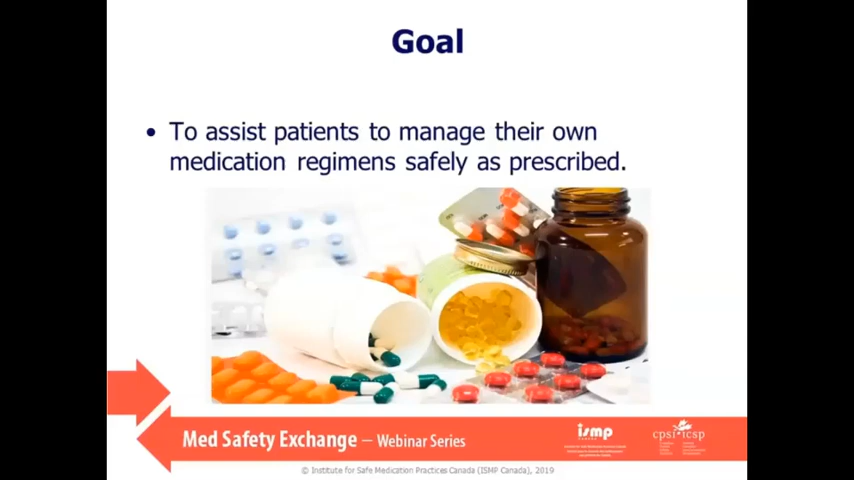 Goal
• To assist patients to manage their own
medication regimens safely as prescribed.
Med Safety Exchange – Webinar Series
ismp
CANADA
cpsi•icsp
© Institute for Safe Medication Practices Canada (ISMP Canada), 2019